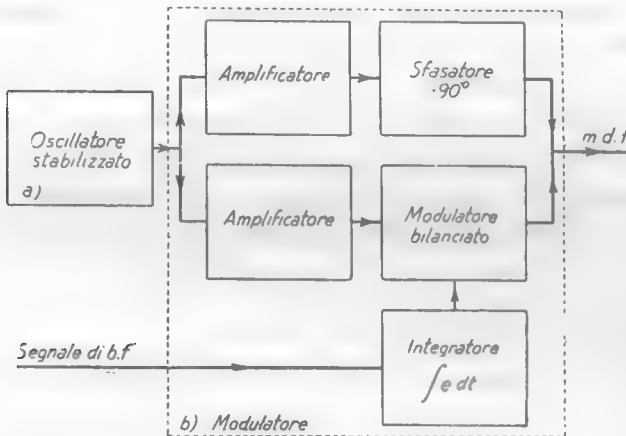 Amplificatore
Sfasatore
·90°
Oscillatore
stabilizzato
a)
m d.f
Amplificatore
Modulatore
bilanciato
Segnale di b.f
Integratore
∫ e dt
b) Modulatore